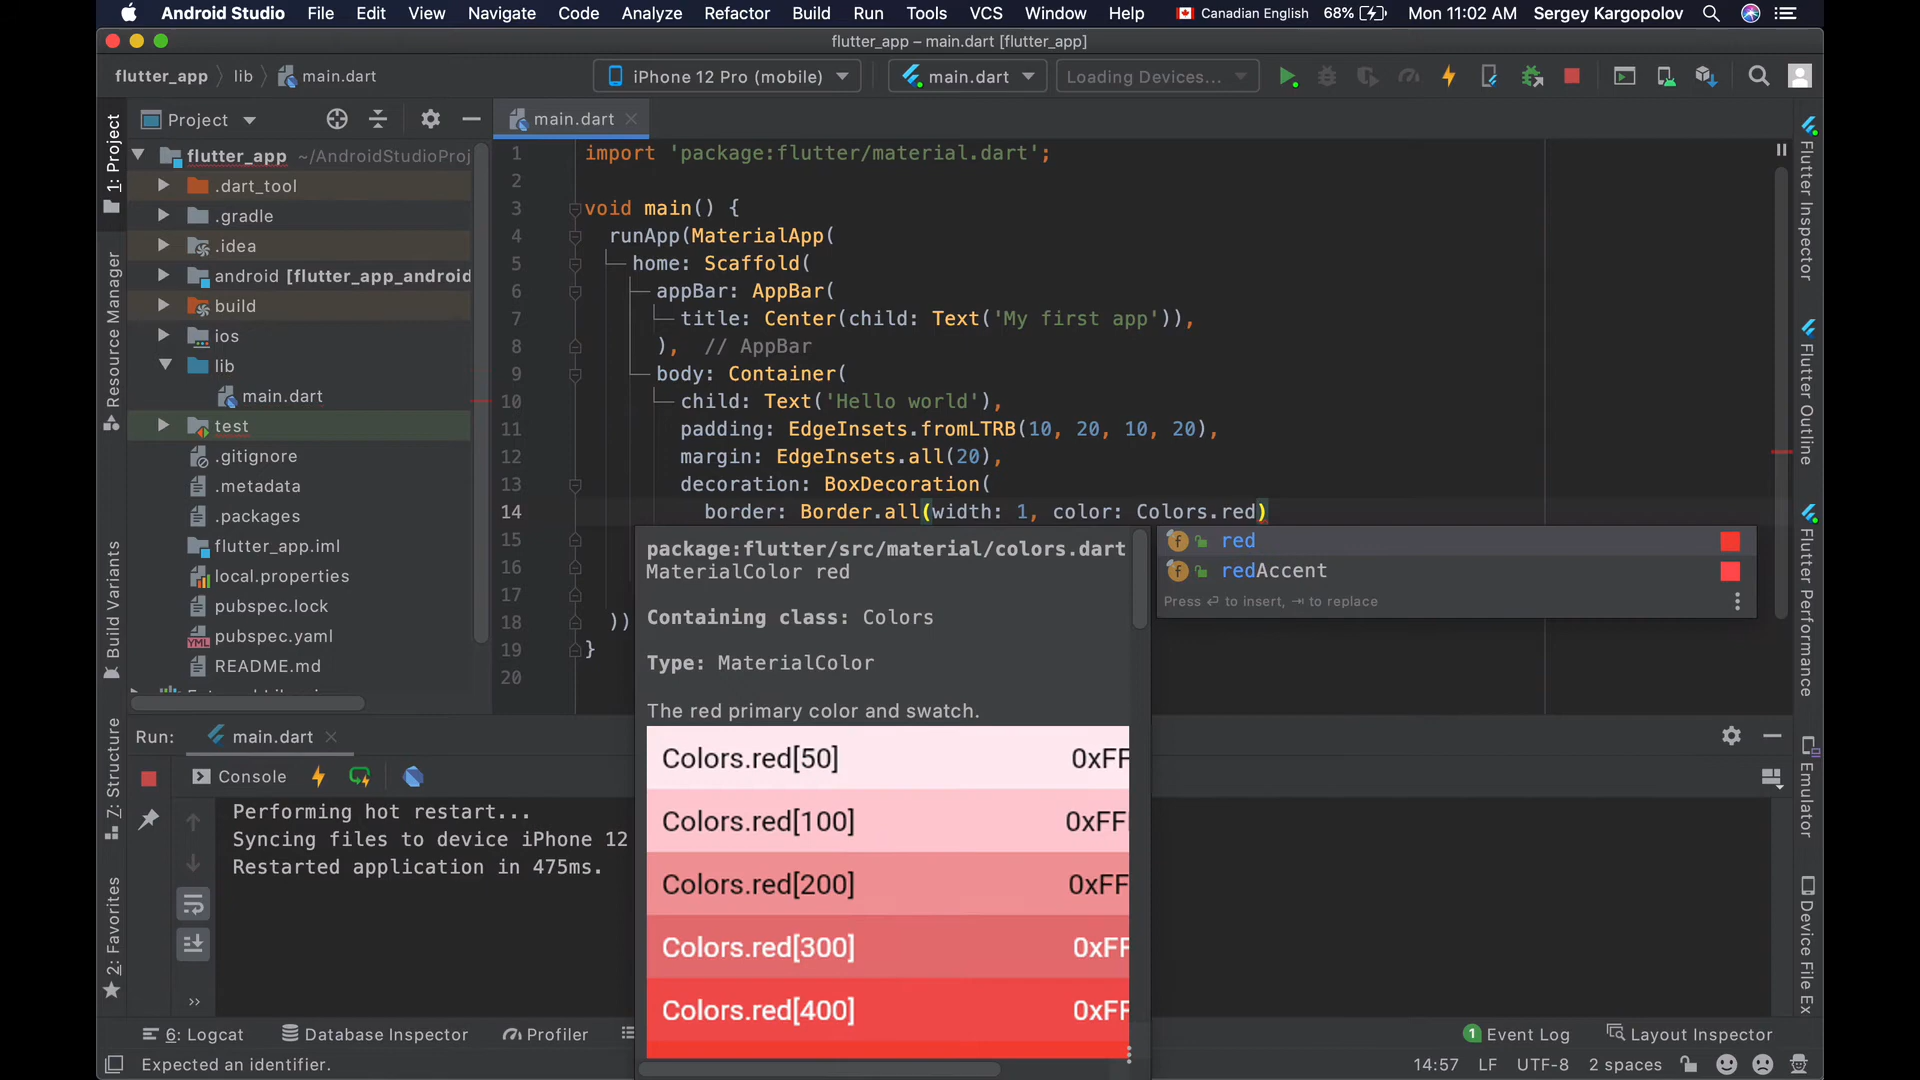 Android Studio File Edit View Navigate Code Analyze Refactor Build Run Tools VCS Window Help Canadian English 68% Mon 11:02 AM Sergey Kargopolov
flutter_app – main.dart [flutter_app]
flutter_app lib main.dart iPhone 12 Pro (mobile) main.dart Loading Devices...
Project main.dart
1: Project
Resource Manager
Build Variants
7: Structure
2: Favorites
flutter_app ~/AndroidStudioProj
.dart_tool
.gradle
.idea
android [flutter_app_android
build
ios
lib
main.dart
test
.gitignore
.metadata
.packages
flutter_app.iml
local.properties
pubspec.lock
pubspec.yaml
README.md
1 import 'package:flutter/material.dart';
2
3 void main() {
4 runApp(MaterialApp(
5 home: Scaffold(
6 appBar: AppBar(
7 title: Center(child: Text('My first app')),
8 ), // AppBar
9 body: Container(
10 child: Text('Hello world'),
11 padding: EdgeInsets.fromLTRB(10, 20, 10, 20),
12 margin: EdgeInsets.all(20),
13 decoration: BoxDecoration(
14 border: Border.all(width: 1, color: Colors.red)
15
16
17
18 ))
19 }
20
red
redAccent
Press ⏎ to insert, ⇥ to replace
package:flutter/src/material/colors.dart
MaterialColor red
Containing class: Colors
Type: MaterialColor
The red primary color and swatch.
Colors.red[50] 0xFF
Colors.red[100] 0xFF
Colors.red[200] 0xFF
Colors.red[300] 0xFF
Colors.red[400] 0xFF
Flutter Inspector
Flutter Outline
Flutter Performance
Emulator
Device File Ex
Run: main.dart
Console
Performing hot restart...
Syncing files to device iPhone 12
Restarted application in 475ms.
6: Logcat Database Inspector Profiler 1 Event Log Layout Inspector
Expected an identifier. 14:57 LF UTF-8 2 spaces